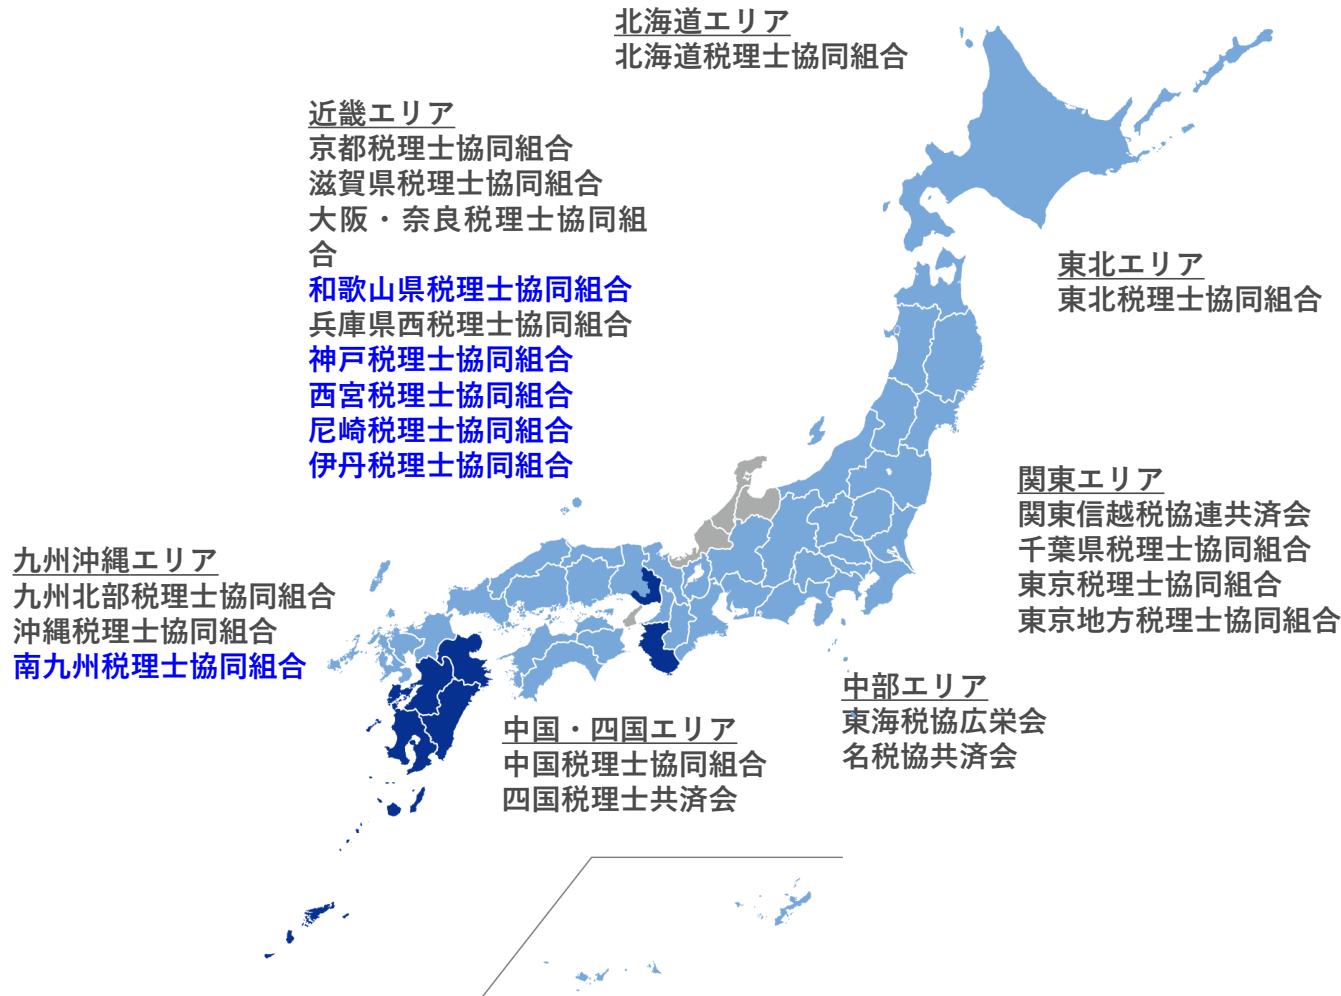 北海道エリア
北海道税理士協同組合
近畿エリア
京都税理士協同組合
滋賀県税理士協同組合
大阪・奈良税理士協同組
合
和歌山県税理士協同組合
兵庫県西税理士協同組合
神戸税理士協同組合
西宮税理士協同組合
尼崎税理士協同組合
伊丹税理士協同組合
東北エリア
東北税理士協同組合
関東エリア
関東信越税協連共済会
千葉県税理士協同組合
東京税理士協同組合
東京地方税理士協同組合
九州沖縄エリア
九州北部税理士協同組合
沖縄税理士協同組合
南九州税理士協同組合
中部エリア
東海税協広栄会
名税協共済会
中国・四国エリア
中国税理士協同組合
四国税理士共済会